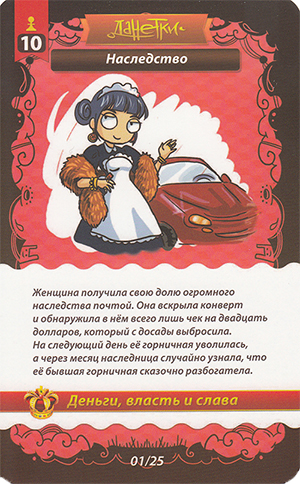 10
ДАНЕТКИ
Наследство
Женщина получила свою долю огромного
наследства почтой. Она вскрыла конверт
и обнаружила в нём всего лишь чек на двадцать
долларов, который с досады выбросила.
На следующий день её горничная уволилась,
а через месяц наследница случайно узнала, что
её бывшая горничная сказочно разбогатела.
Деньги, власть и слава
01/25